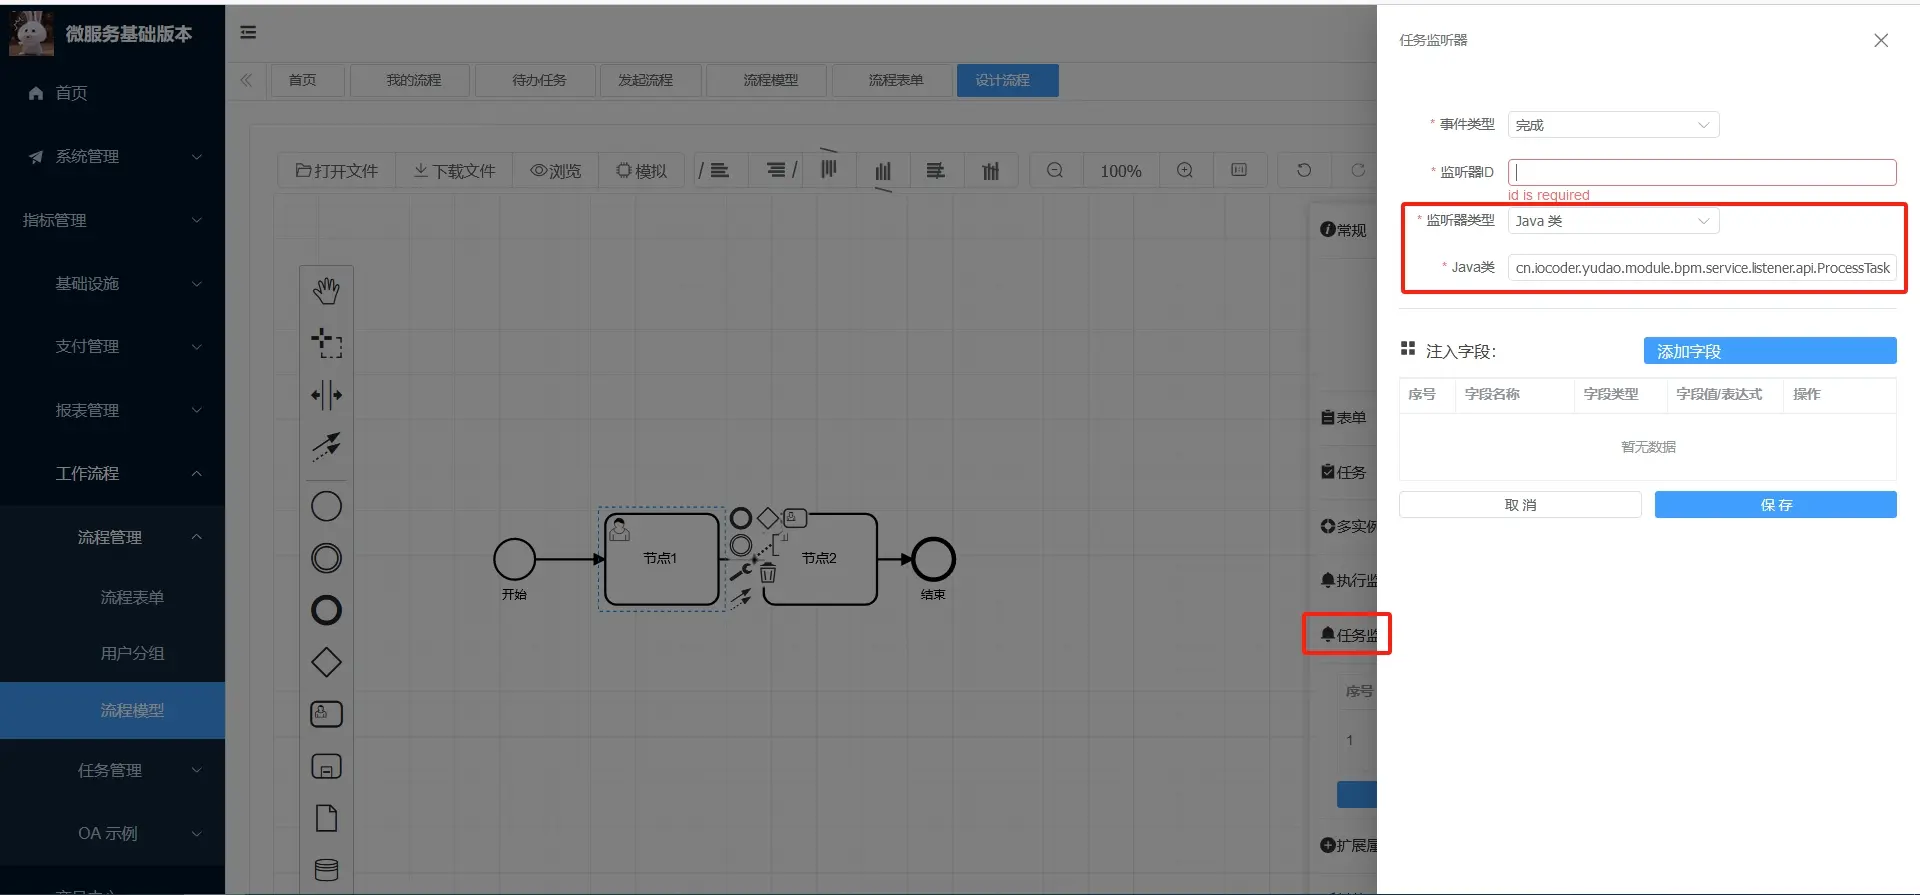 微服务基础版本
首页
系统管理
指标管理
基础设施
支付管理
报表管理
工作流程
流程管理
流程表单
用户分组
流程模型
任务管理
OA 示例
首页
我的流程
待办任务
发起流程
流程模型
流程表单
设计流程
打开文件
下载文件
浏览
模拟
100%
开始
节点1
节点2
结束
常规
表单
任务
多实例
执行监
任务监
序号
1
扩展属
任务监听器
* 事件类型
完成
* 监听器ID
id is required
* 监听器类型
Java 类
* Java类
cn.iocoder.yudao.module.bpm.service.listener.api.ProcessTask
注入字段：
添加字段
序号
字段名称
字段类型
字段值/表达式
操作
暂无数据
取 消
保 存